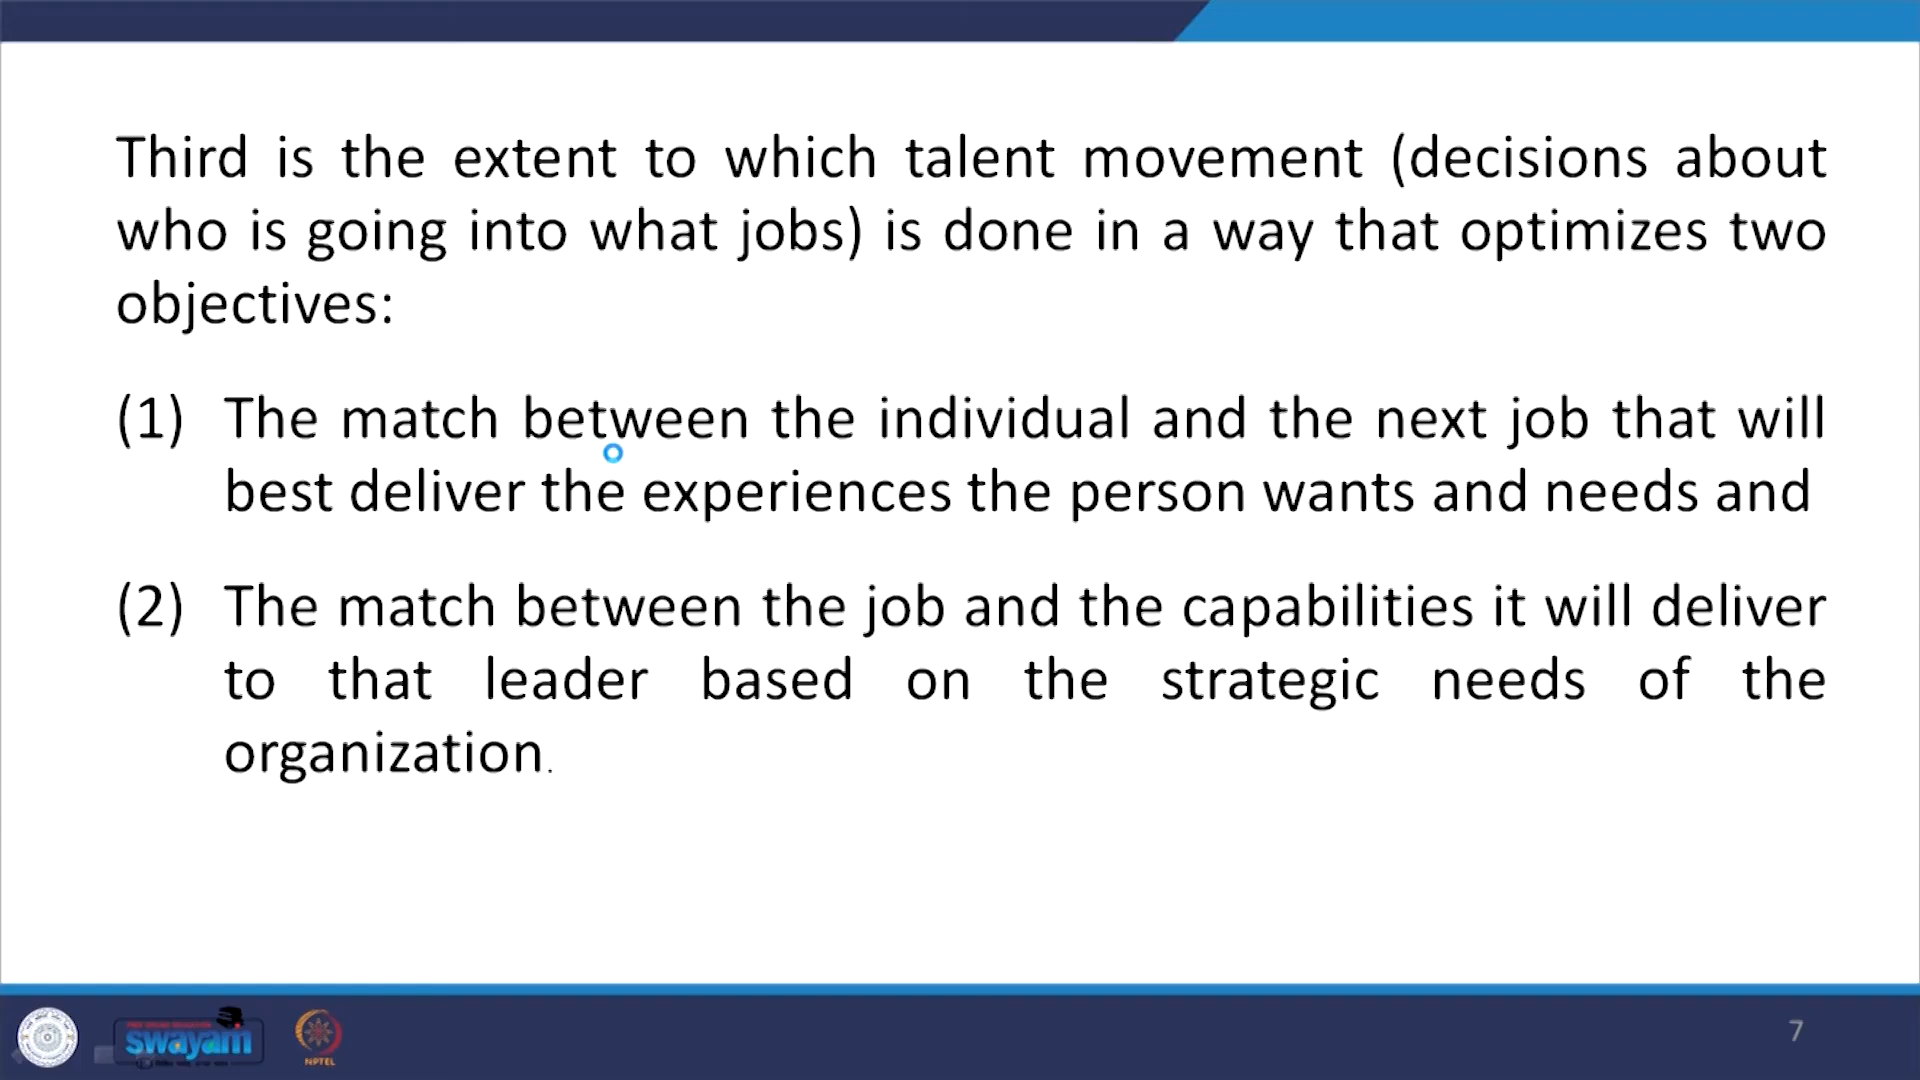 Third is the extent to which talent movement (decisions about
who is going into what jobs) is done in a way that optimizes two
objectives:
(1) The match between the individual and the next job that will
best deliver the experiences the person wants and needs and
(2) The match between the job and the capabilities it will deliver
to that leader based on the strategic needs of the
organization.
swayam
NPTEL
7